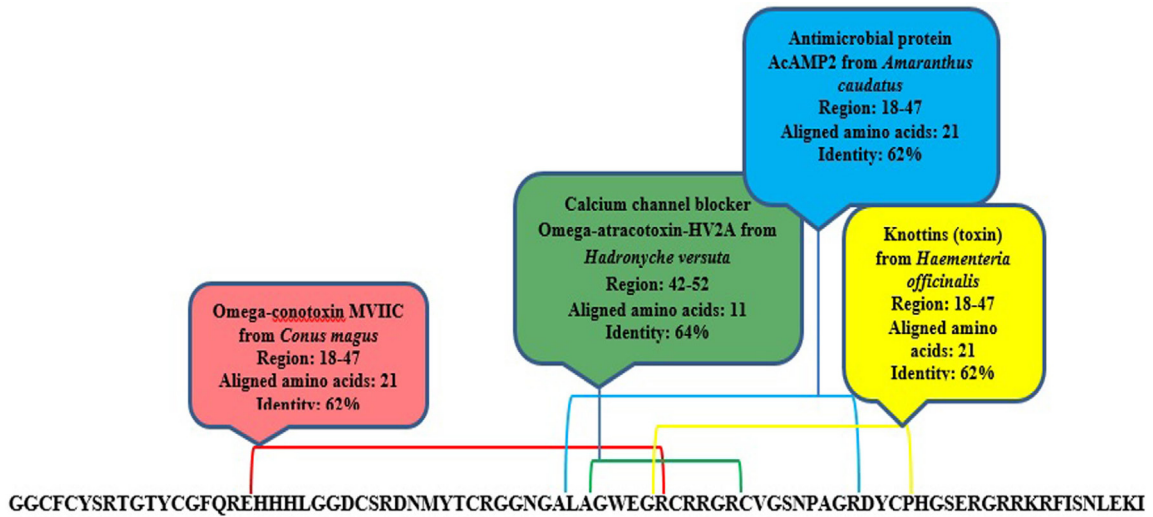 Antimicrobial protein
AcAMP2 from Amaranthus
caudatus
Region: 18-47
Aligned amino acids: 21
Identity: 62%
Calcium channel blocker
Omega-atracotoxin-HV2A from
Hadronyche versuta
Region: 42-52
Aligned amino acids: 11
Identity: 64%
Knottins (toxin)
from Haementeria
officinalis
Region: 18-47
Aligned amino
acids: 21
Identity: 62%
Omega-conotoxin MVIIC
from Conus magus
Region: 18-47
Aligned amino acids: 21
Identity: 62%
GGCFCYSRTGTYCGFQREHHHLGGDCSRDNMYTCRGGNGALAGWEGRCRRGRCVGSNPAGRDYCPHGSERGRRKRFISNLEKI